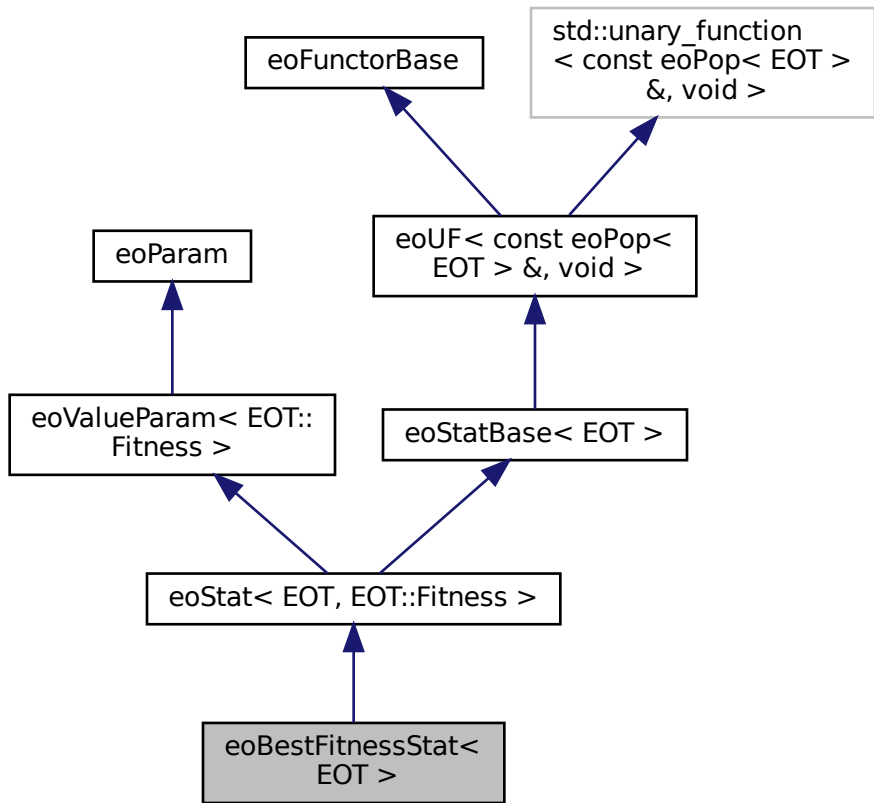 std::unary_function
< const eoPop< EOT >
&, void >
eoFunctorBase
eoUF< const eoPop<
EOT > &, void >
eoParam
eoValueParam< EOT::
Fitness >
eoStatBase< EOT >
eoStat< EOT, EOT::Fitness >
eoBestFitnessStat<
EOT >